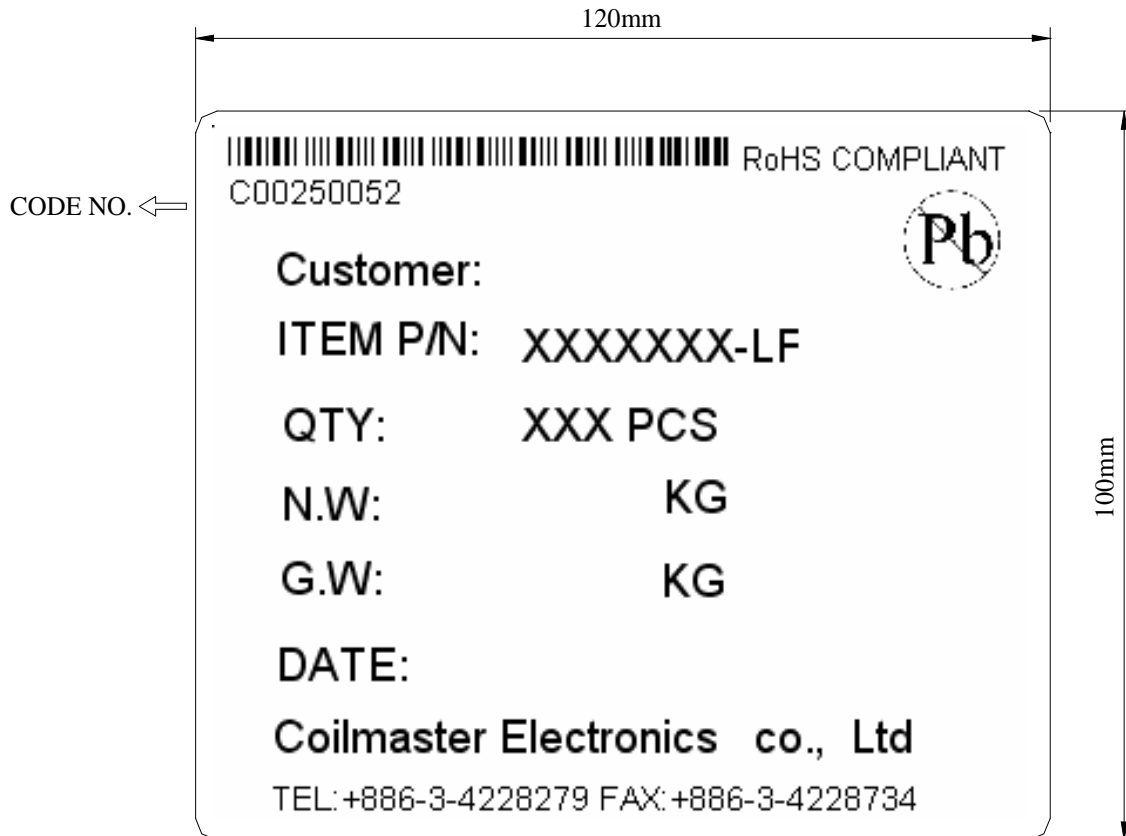 120mm
RoHS COMPLIANT
C00250052
CODE NO.
Pb
Customer:
ITEM P/N: XXXXXXX-LF
QTY: XXX PCS
N.W: KG
G.W: KG
100mm
DATE:
Coilmaster Electronics co., Ltd
TEL:+886-3-4228279 FAX:+886-3-4228734